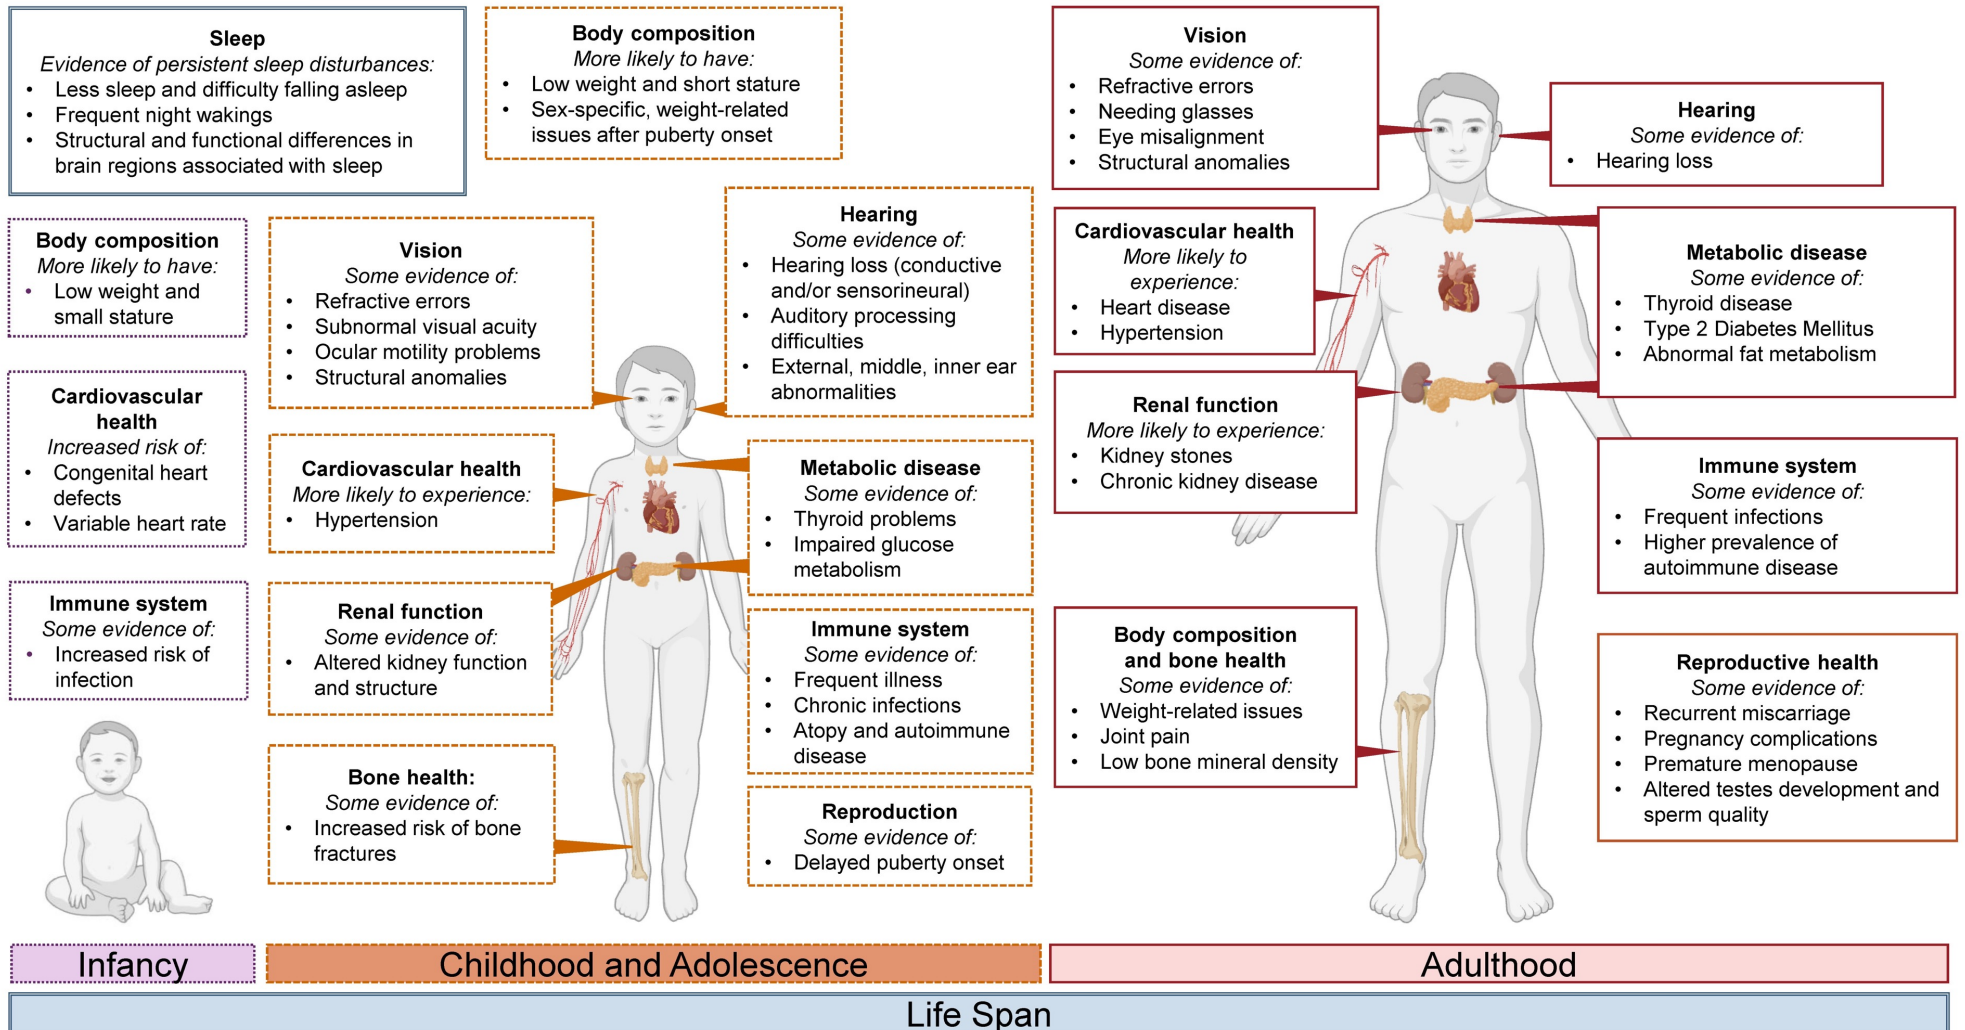 Sleep
Evidence of persistent sleep disturbances:
• Less sleep and difficulty falling asleep
• Frequent night wakings
• Structural and functional differences in
brain regions associated with sleep
Body composition
More likely to have:
• Low weight and short stature
• Sex-specific, weight-related
issues after puberty onset
Body composition
More likely to have:
• Low weight and
small stature
Cardiovascular
health
Increased risk of:
• Congenital heart
defects
• Variable heart rate
Immune system
Some evidence of:
• Increased risk of
infection
Vision
Some evidence of:
• Refractive errors
• Subnormal visual acuity
• Ocular motility problems
• Structural anomalies
Cardiovascular health
More likely to experience:
• Hypertension
Renal function
Some evidence of:
• Altered kidney function
and structure
Bone health:
Some evidence of:
• Increased risk of bone
fractures
Hearing
Some evidence of:
• Hearing loss (conductive
and/or sensorineural)
• Auditory processing
difficulties
• External, middle, inner ear
abnormalities
Metabolic disease
Some evidence of:
• Thyroid problems
• Impaired glucose
metabolism
Immune system
Some evidence of:
• Frequent illness
• Chronic infections
• Atopy and autoimmune
disease
Reproduction
Some evidence of:
• Delayed puberty onset
Vision
Some evidence of:
• Refractive errors
• Needing glasses
• Eye misalignment
• Structural anomalies
Cardiovascular health
More likely to
experience:
• Heart disease
• Hypertension
Renal function
More likely to experience:
• Kidney stones
• Chronic kidney disease
Body composition
and bone health
Some evidence of:
• Weight-related issues
• Joint pain
• Low bone mineral density
Hearing
Some evidence of:
• Hearing loss
Metabolic disease
Some evidence of:
• Thyroid disease
• Type 2 Diabetes Mellitus
• Abnormal fat metabolism
Immune system
Some evidence of:
• Frequent infections
• Higher prevalence of
autoimmune disease
Reproductive health
Some evidence of:
• Recurrent miscarriage
• Pregnancy complications
• Premature menopause
• Altered testes development and
sperm quality
Infancy
Childhood and Adolescence
Adulthood
Life Span